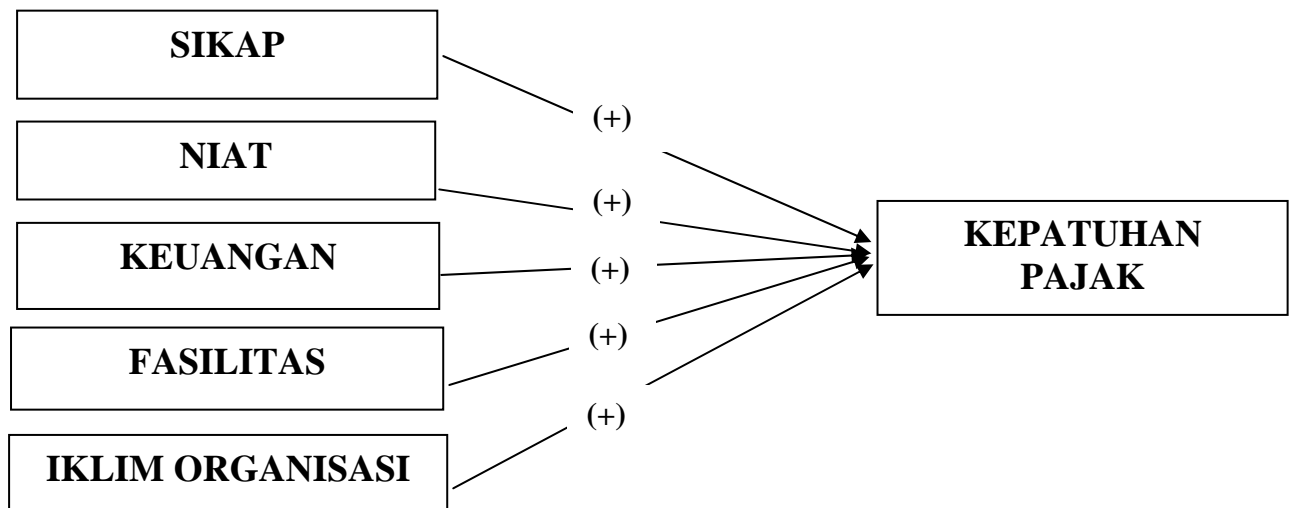 SIKAP
(+)
NIAT
(+)
KEUANGAN
(+)
FASILITAS
(+)
IKLIM ORGANISASI
(+)
KEPATUHAN
PAJAK